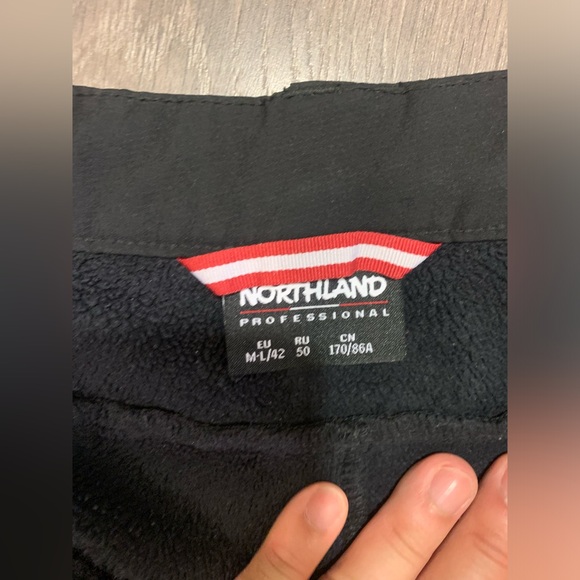 NORTHLAND
PROFESSIONAL
EU RU CN
M-L/42 50 170/86A